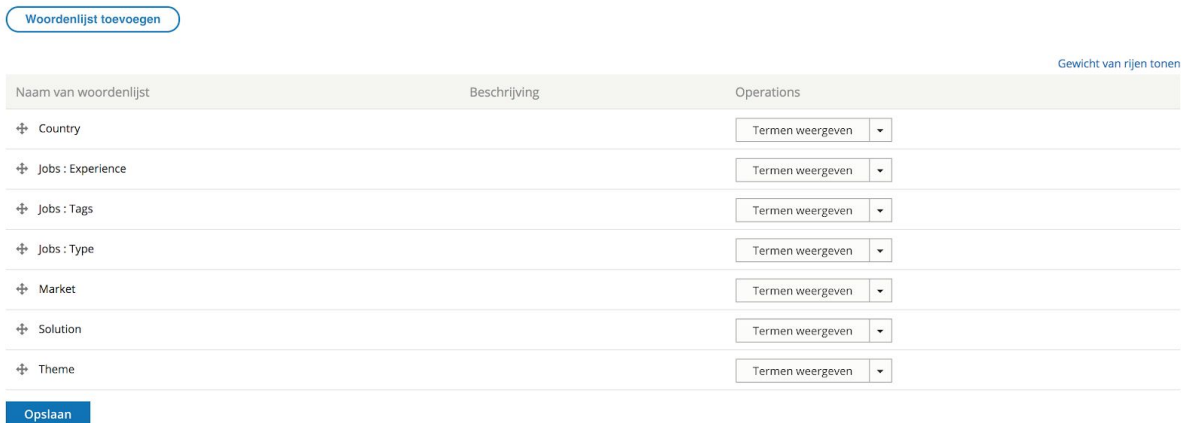 Woordenlijst toevoegen
Gewicht van rijen tonen
Naam van woordenlijst Beschrijving Operations
Country Termen weergeven
Jobs : Experience Termen weergeven
Jobs : Tags Termen weergeven
Jobs : Type Termen weergeven
Market Termen weergeven
Solution Termen weergeven
Theme Termen weergeven
Opslaan